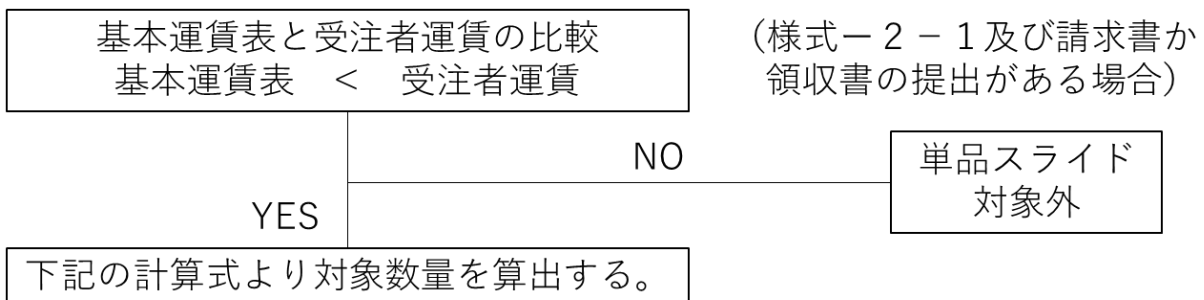 基本運賃表と受注者運賃の比較
基本運賃表　＜　受注者運賃
（様式ー２－１及び請求書か
領収書の提出がある場合）
NO
単品スライド
対象外
YES
下記の計算式より対象数量を算出する。